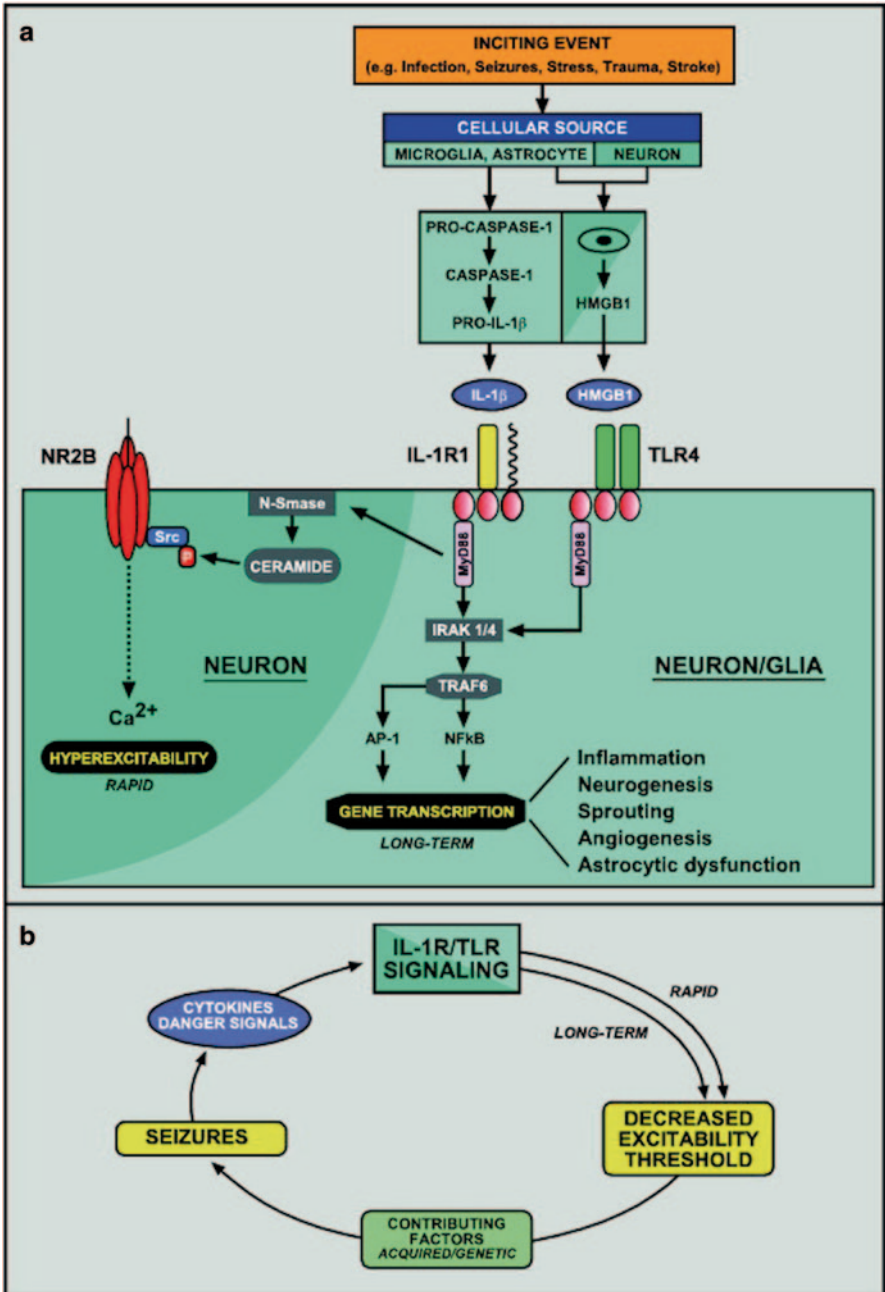 a
INCITING EVENT
(e.g. Infection, Seizures, Stress, Trauma, Stroke)
CELLULAR SOURCE
MICROGLIA, ASTROCYTE
NEURON
PRO-CASPASE-1
CASPASE-1
PRO-IL-1β
HMGB1
IL-1β
HMGB1
IL-1R1
TLR4
NR2B
N-Smase
Src
P
CERAMIDE
MyD88
MyD88
IRAK 1/4
NEURON
NEURON/GLIA
TRAF6
Ca2+
AP-1
NFkB
HYPEREXCITABILITY
RAPID
GENE TRANSCRIPTION
LONG-TERM
Inflammation
Neurogenesis
Sprouting
Angiogenesis
Astrocytic dysfunction
b
IL-1R/TLR
SIGNALING
CYTOKINES
DANGER SIGNALS
RAPID
LONG-TERM
SEIZURES
DECREASED
EXCITABILITY
THRESHOLD
CONTRIBUTING
FACTORS
ACQUIRED/GENETIC